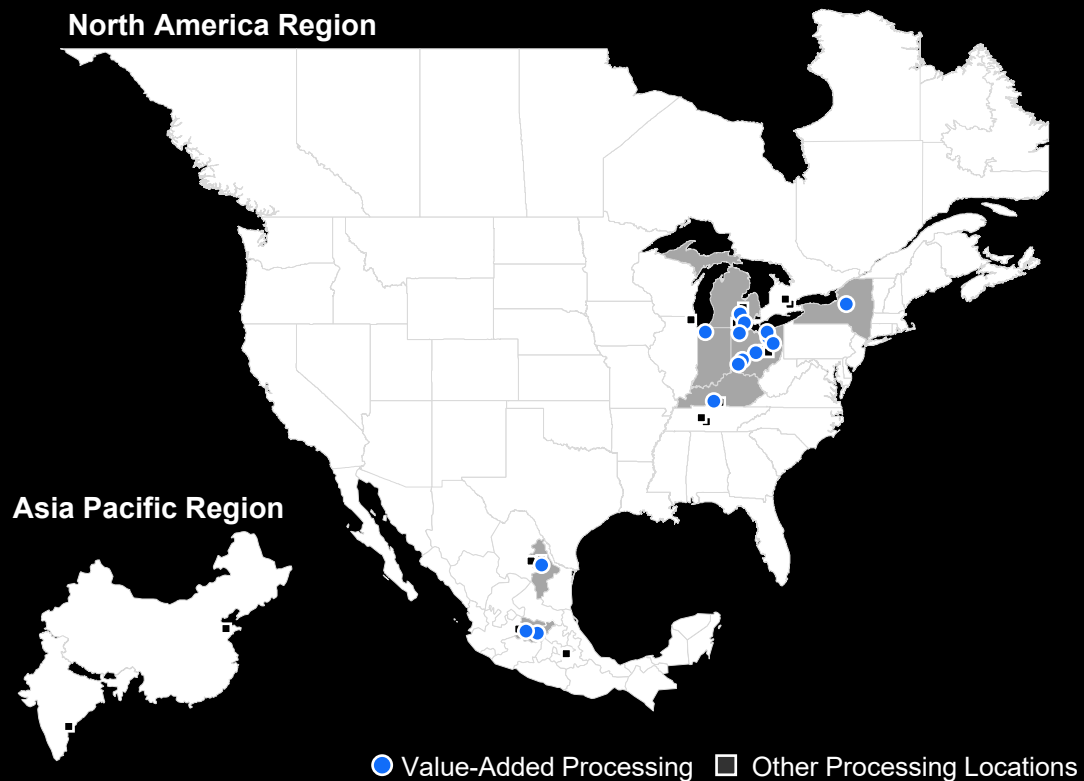 North America Region
Asia Pacific Region
Value-Added Processing
Other Processing Locations